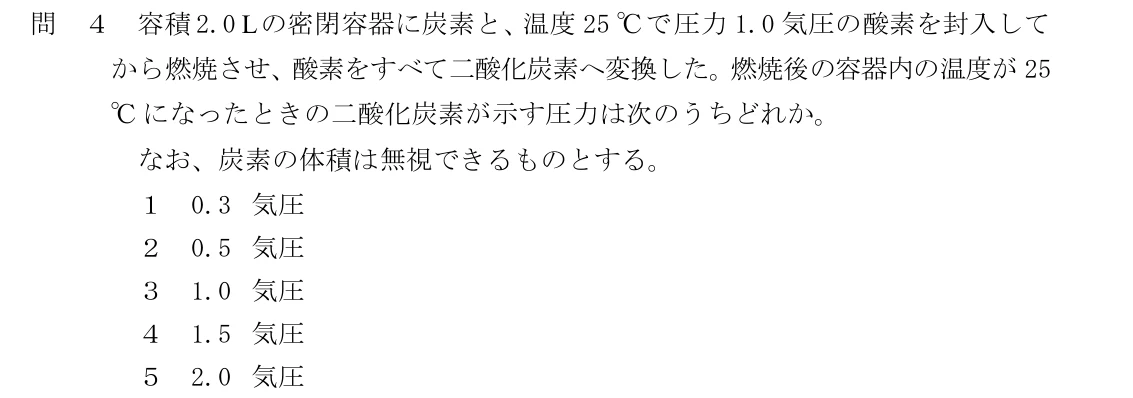 問　４　容積2.0Lの密閉容器に炭素と、温度 25 ℃で圧力 1.0 気圧の酸素を封入して
から燃焼させ、酸素をすべて二酸化炭素へ変換した。燃焼後の容器内の温度が 25
℃になったときの二酸化炭素が示す圧力は次のうちどれか。
なお、炭素の体積は無視できるものとする。
１　0.3 気圧
２　0.5 気圧
３　1.0 気圧
４　1.5 気圧
５　2.0 気圧